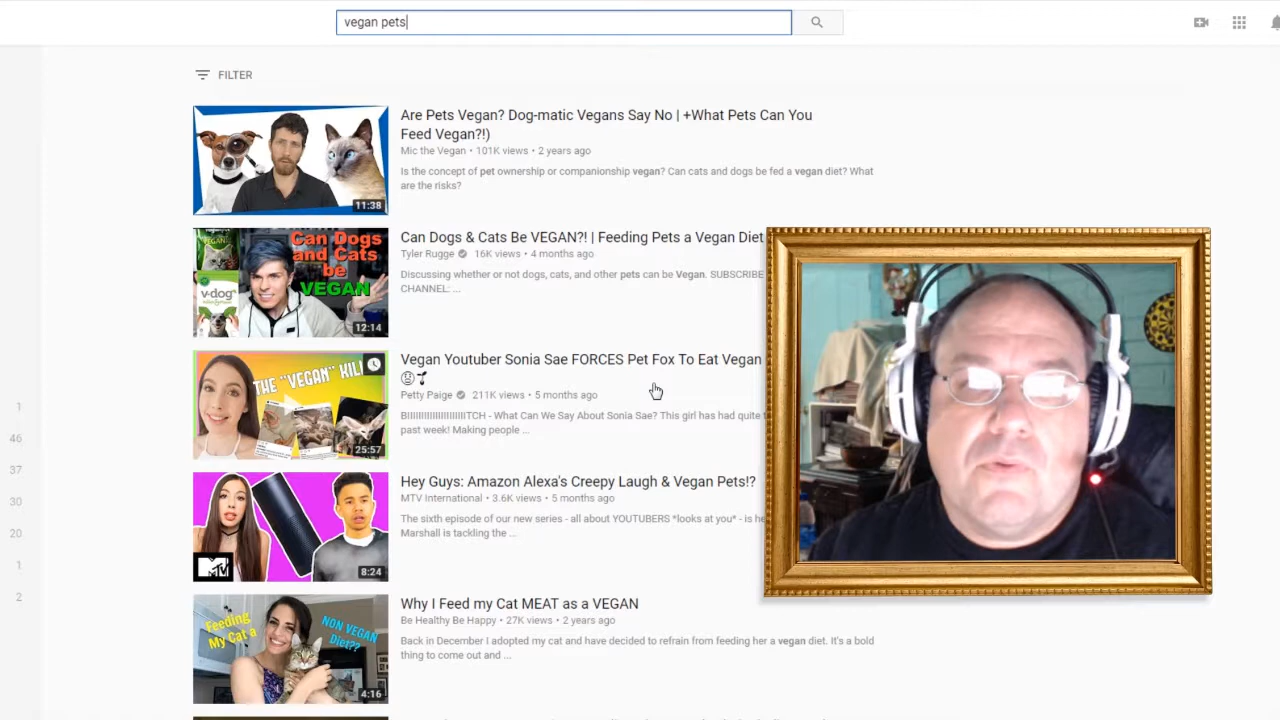 vegan pets
FILTER
Are Pets Vegan? Dog-matic Vegans Say No | +What Pets Can You
Feed Vegan?!)
Mic the Vegan • 101K views • 2 years ago
Is the concept of pet ownership or companionship vegan? Can cats and dogs be fed a vegan diet? What
are the risks?
11:38
Can Dogs & Cats Be VEGAN?! | Feeding Pets a Vegan Diet
Tyler Rugge 16K views • 4 months ago
Discussing whether or not dogs, cats, and other pets can be Vegan. SUBSCRIBE
CHANNEL: ...
VEGAN
v-dog
Can Dogs
and Cats
be
VEGAN
12:14
Vegan Youtuber Sonia Sae FORCES Pet Fox To Eat Vegan
Petty Paige 211K views • 5 months ago
What Can We Say About Sonia Sae? This girl has had quite
past week! Making people ...
THE "VEGAN"
25:57
Hey Guys: Amazon Alexa's Creepy Laugh & Vegan Pets!?
MTV International • 3.6K views • 5 months ago
The sixth episode of our new series - all about YOUTUBERS *looks at you* - is
Marshall is tackling the ...
MTV
8:24
Why I Feed my Cat MEAT as a VEGAN
Be Healthy Be Happy • 27K views • 2 years ago
Back in December I adopted my cat and have decided to refrain from feeding her a vegan diet. It's a bold
thing to come out and ...
Feeding
My Cat a
NON VEGAN
Diet??
4:16
1
46
37
30
20
1
2